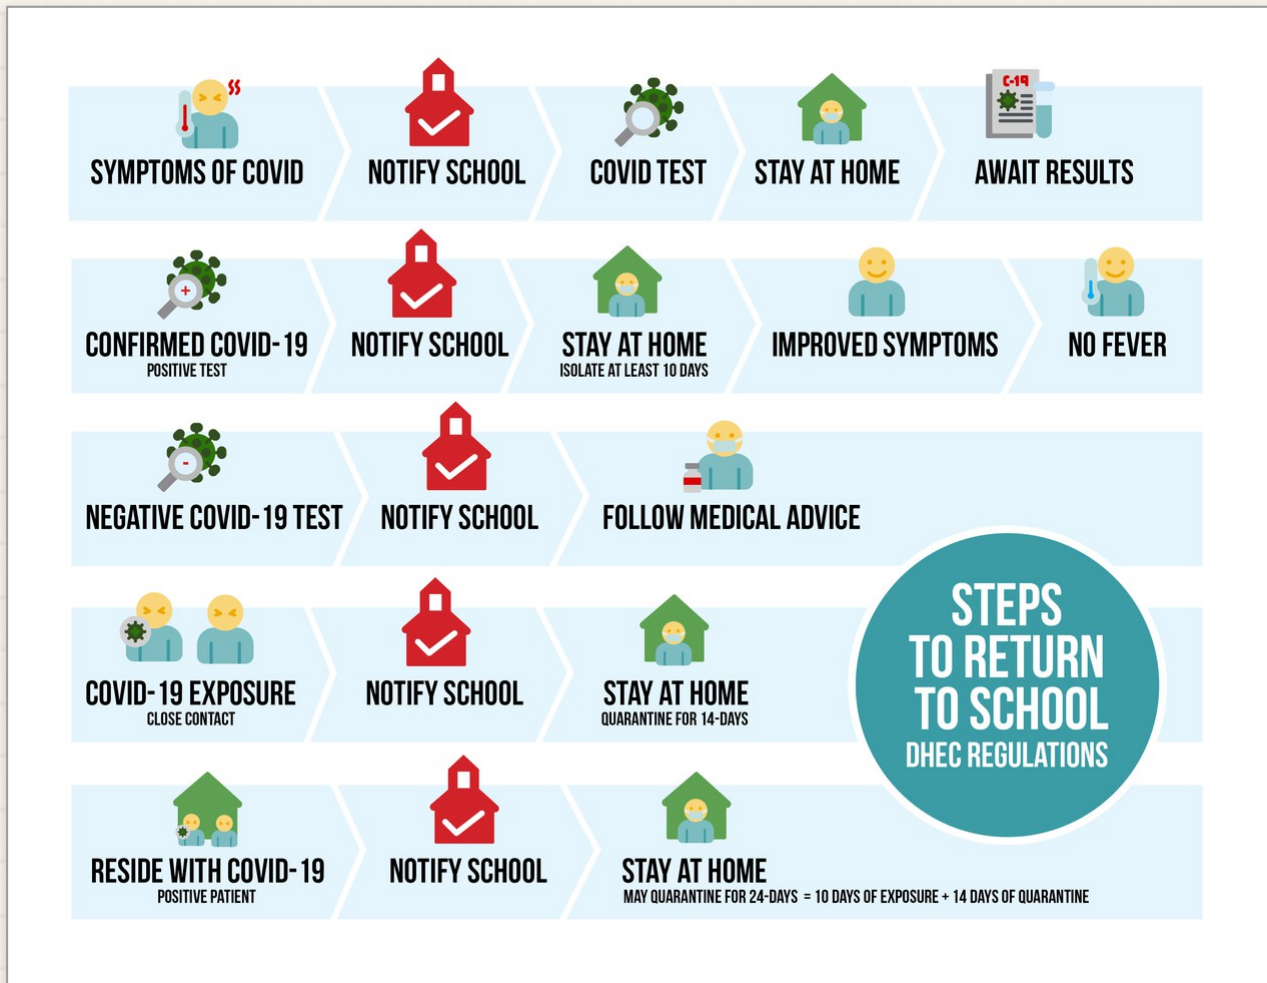 C-19
SYMPTOMS OF COVID
NOTIFY SCHOOL
COVID TEST
STAY AT HOME
AWAIT RESULTS
CONFIRMED COVID-19
POSITIVE TEST
NOTIFY SCHOOL
STAY AT HOME
ISOLATE AT LEAST 10 DAYS
IMPROVED SYMPTOMS
NO FEVER
NEGATIVE COVID-19 TEST
NOTIFY SCHOOL
FOLLOW MEDICAL ADVICE
COVID-19 EXPOSURE
CLOSE CONTACT
NOTIFY SCHOOL
STAY AT HOME
QUARANTINE FOR 14-DAYS
STEPS
TO RETURN
TO SCHOOL
DHEC REGULATIONS
RESIDE WITH COVID-19
POSITIVE PATIENT
NOTIFY SCHOOL
STAY AT HOME
MAY QUARANTINE FOR 24-DAYS = 10 DAYS OF EXPOSURE + 14 DAYS OF QUARANTINE